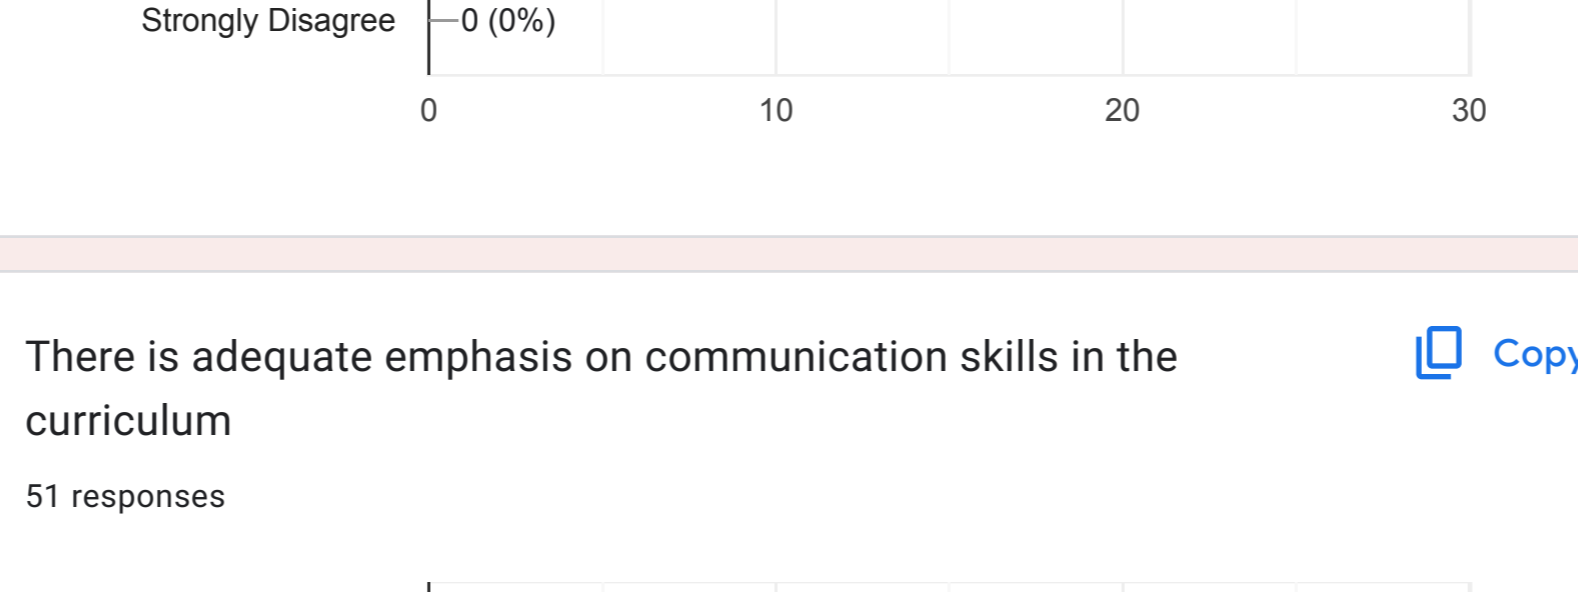 Strongly Disagree 0 (0%)
0 10 20 30
There is adequate emphasis on communication skills in the Copy
curriculum
51 responses